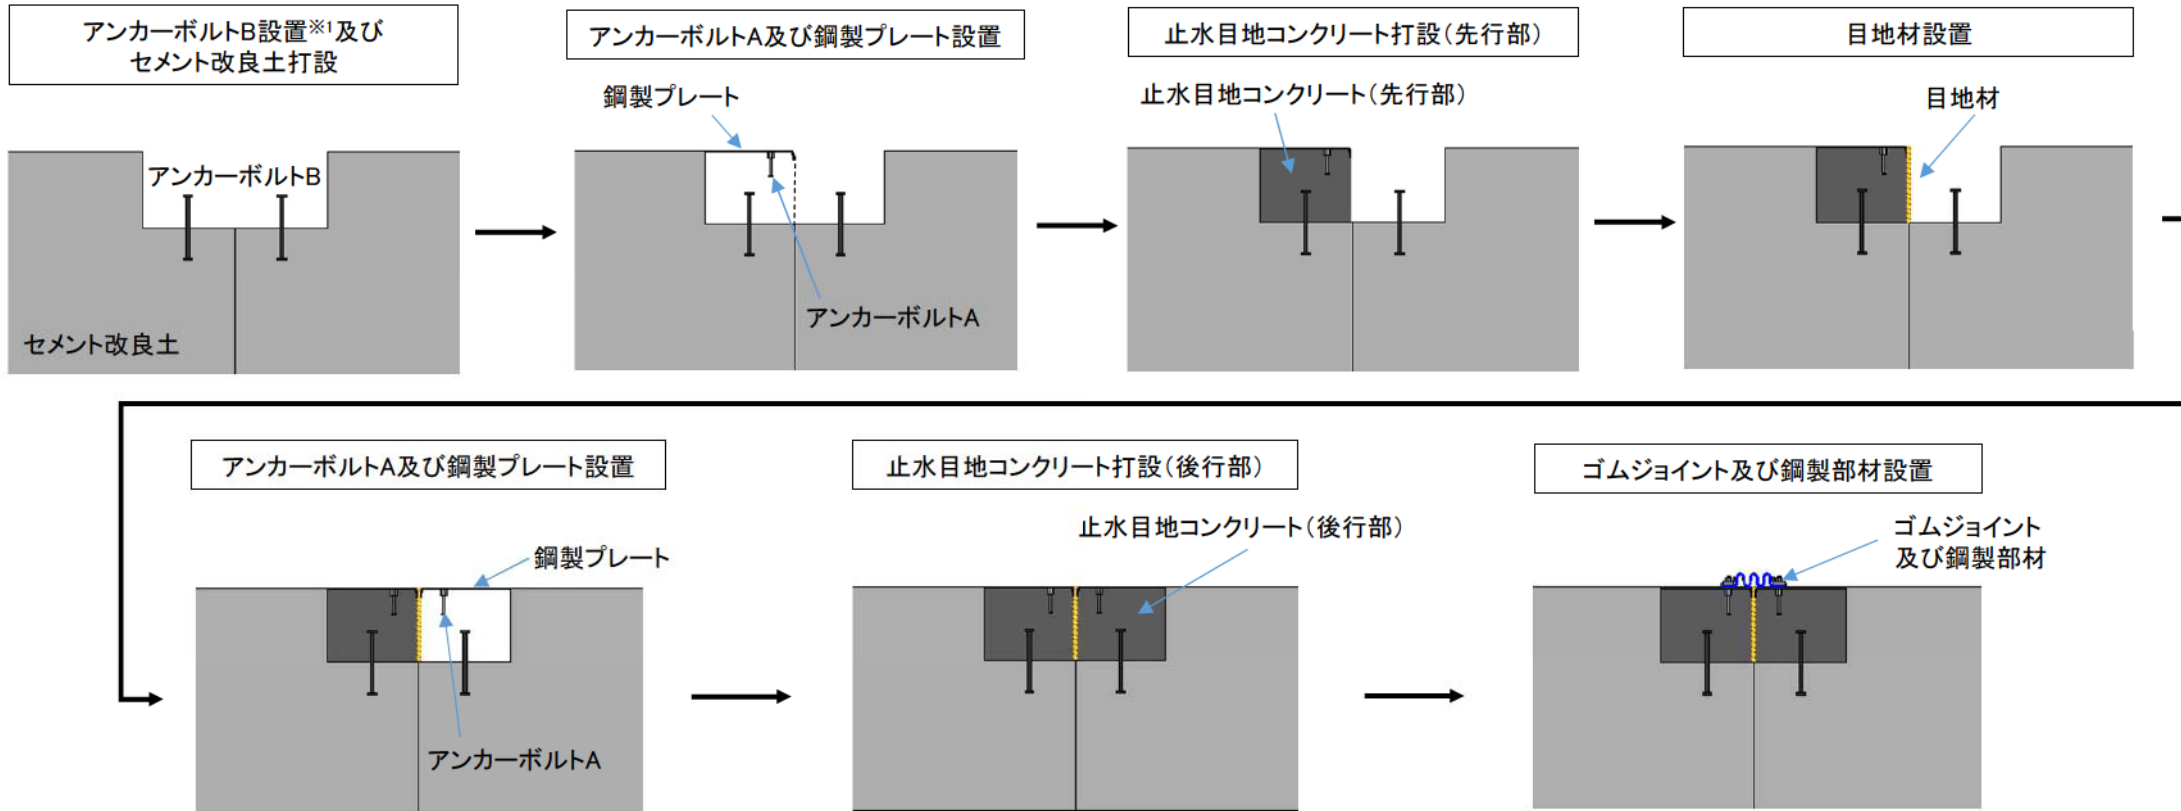 アンカーボルトB設置※1及び
セメント改良土打設
アンカーボルトA及び鋼製プレート設置
止水目地コンクリート打設(先行部)
目地材設置
鋼製プレート
止水目地コンクリート(先行部)
目地材
アンカーボルトB
アンカーボルトA
セメント改良土
アンカーボルトA及び鋼製プレート設置
止水目地コンクリート打設(後行部)
ゴムジョイント及び鋼製部材設置
鋼製プレート
止水目地コンクリート(後行部)
ゴムジョイント
及び鋼製部材
アンカーボルトA